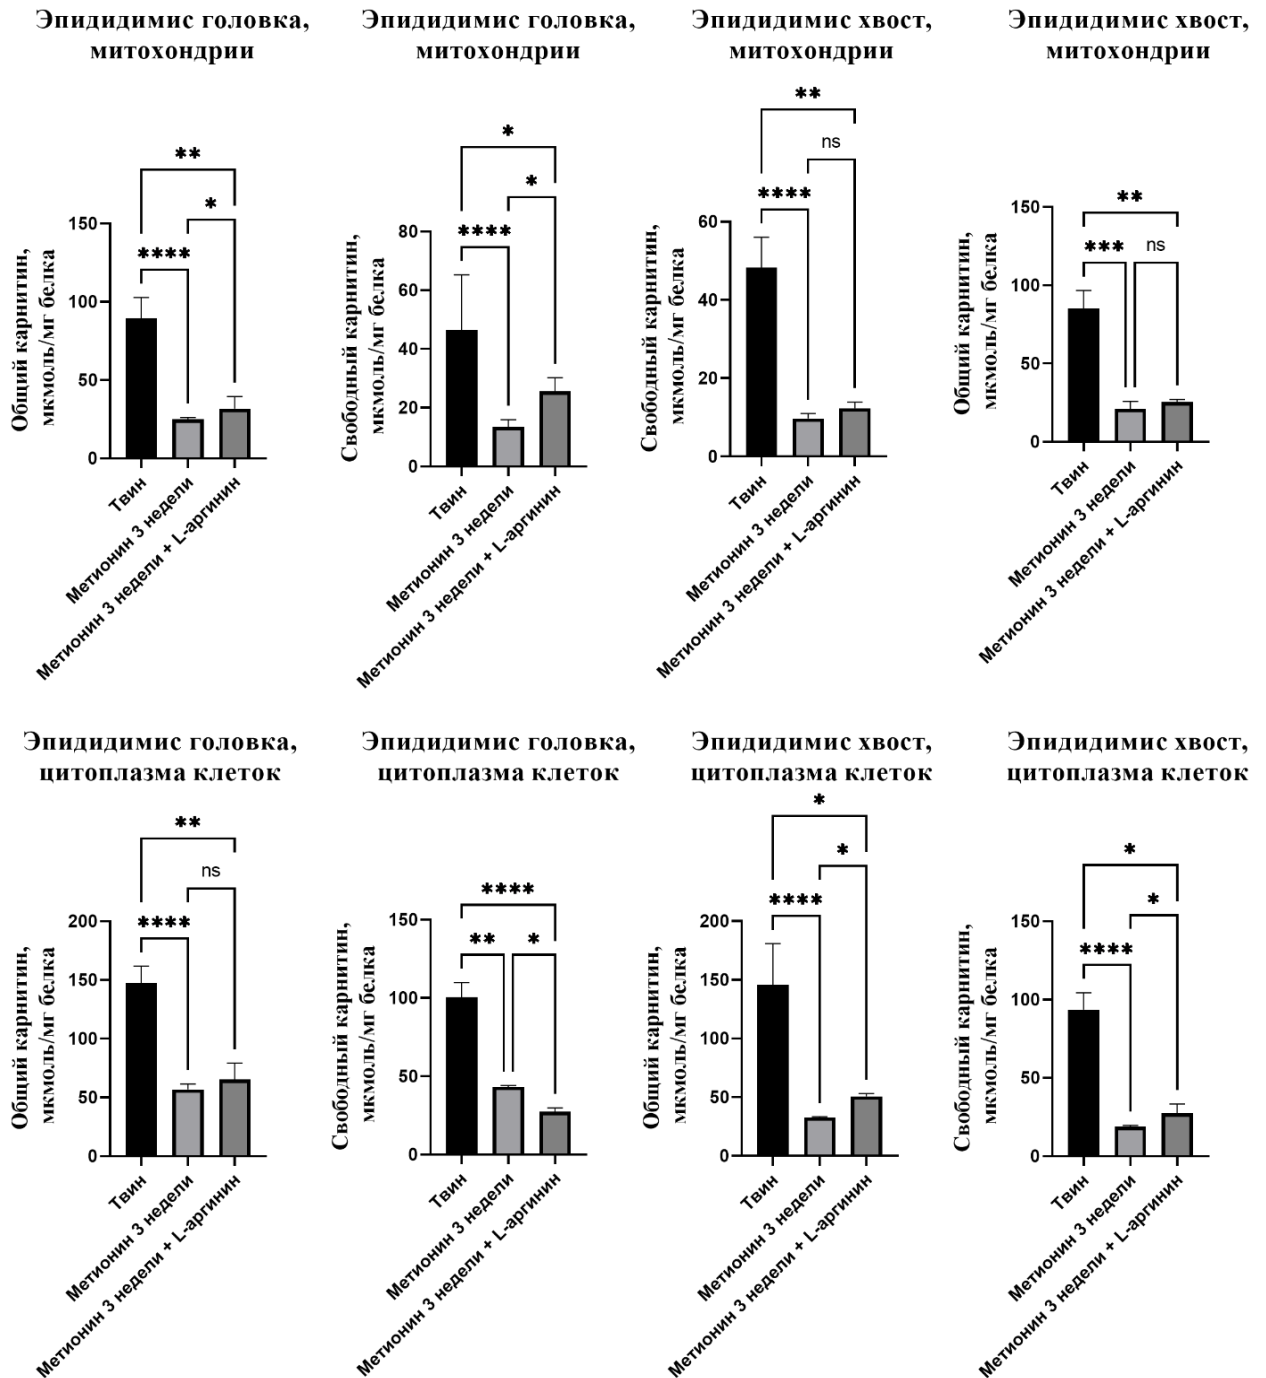 Эпидидимис головка,
митохондрии
**
*
****
150
100
50
0
Общий карнитин,
мкмоль/мг белка
Твин
Метионин 3 недели
Метионин 3 недели + L-аргинин
Эпидидимис головка,
митохондрии
*
*
****
80
60
40
20
0
Свободный карнитин,
мкмоль/мг белка
Твин
Метионин 3 недели
Метионин 3 недели + L-аргинин
Эпидидимис хвост,
митохондрии
**
ns
****
60
40
20
0
Свободный карнитин,
мкмоль/мг белка
Твин
Метионин 3 недели
Метионин 3 недели + L-аргинин
Эпидидимис хвост,
митохондрии
**
*** ns
150
100
50
0
Общий карнитин,
мкмоль/мг белка
Твин
Метионин 3 недели
Метионин 3 недели + L-аргинин
Эпидидимис головка,
цитоплазма клеток
**
ns
****
200
150
100
50
0
Общий карнитин,
мкмоль/мг белка
Твин
Метионин 3 недели
Метионин 3 недели + L-аргинин
Эпидидимис головка,
цитоплазма клеток
****
** *
150
100
50
0
Свободный карнитин,
мкмоль/мг белка
Твин
Метионин 3 недели
Метионин 3 недели + L-аргинин
Эпидидимис хвост,
цитоплазма клеток
*
*
****
200
150
100
50
0
Общий карнитин,
мкмоль/мг белка
Твин
Метионин 3 недели
Метионин 3 недели + L-аргинин
Эпидидимис хвост,
цитоплазма клеток
*
*
****
150
100
50
0
Свободный карнитин,
мкмоль/мг белка
Твин
Метионин 3 недели
Метионин 3 недели + L-аргинин